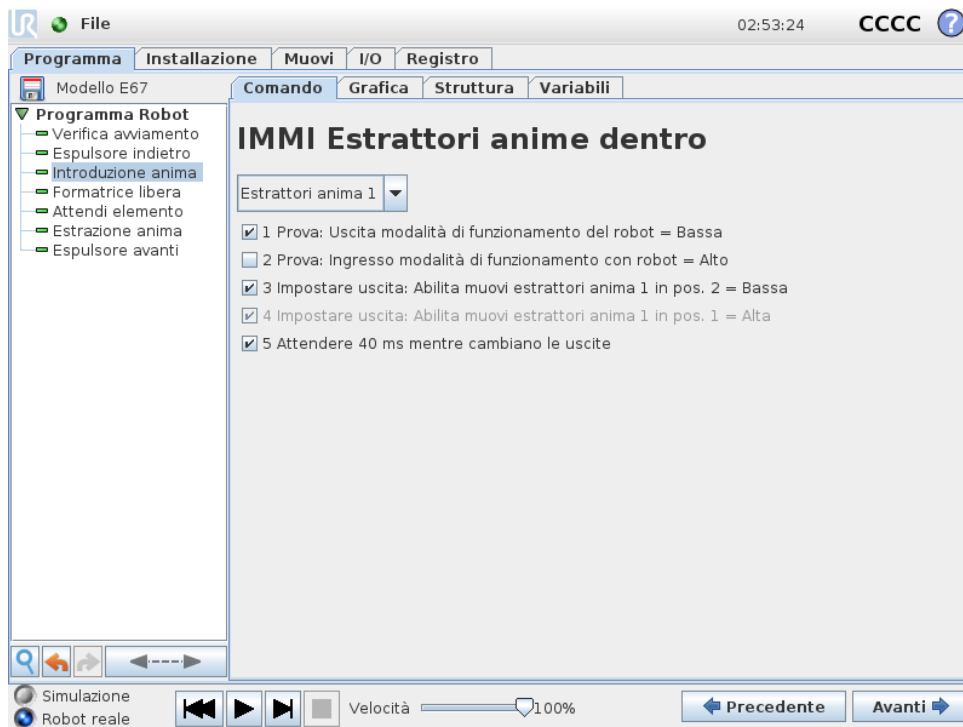 UR File 02:53:24 CCCC ?
Programma Installazione Muovi I/O Registro
Modello E67 Comando Grafica Struttura Variabili
Programma Robot
Verifica avviamento
Espulsore indietro
Introduzione anima
Formatrice libera
Attendi elemento
Estrazione anima
Espulsore avanti
IMMI Estrattori anime dentro
Estrattori anima 1
1 Prova: Uscita modalità di funzionamento del robot = Bassa
2 Prova: Ingresso modalità di funzionamento con robot = Alto
3 Impostare uscita: Abilita muovi estrattori anima 1 in pos. 2 = Bassa
4 Impostare uscita: Abilita muovi estrattori anima 1 in pos. 1 = Alta
5 Attendere 40 ms mentre cambiano le uscite
Simulazione
Robot reale
Velocità 100% Precedente Avanti